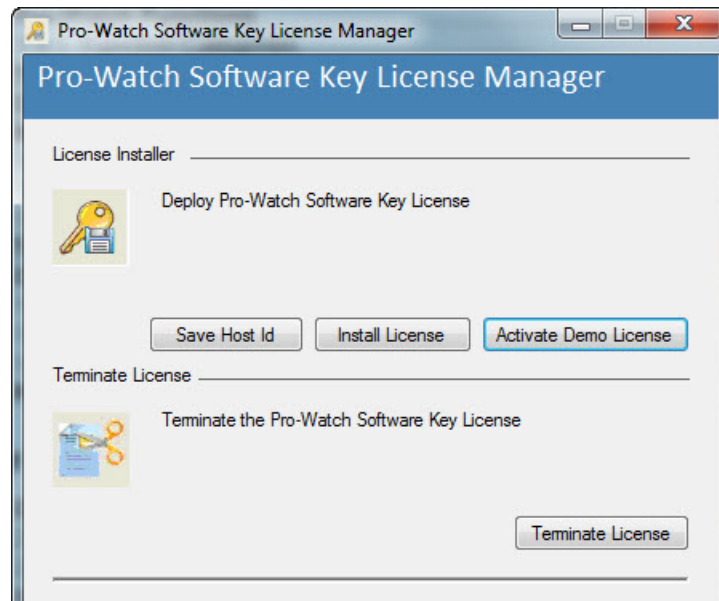 Pro-Watch Software Key License Manager
Pro-Watch Software Key License Manager
License Installer
Deploy Pro-Watch Software Key License
Save Host Id
Install License
Activate Demo License
Terminate License
Terminate the Pro-Watch Software Key License
Terminate License